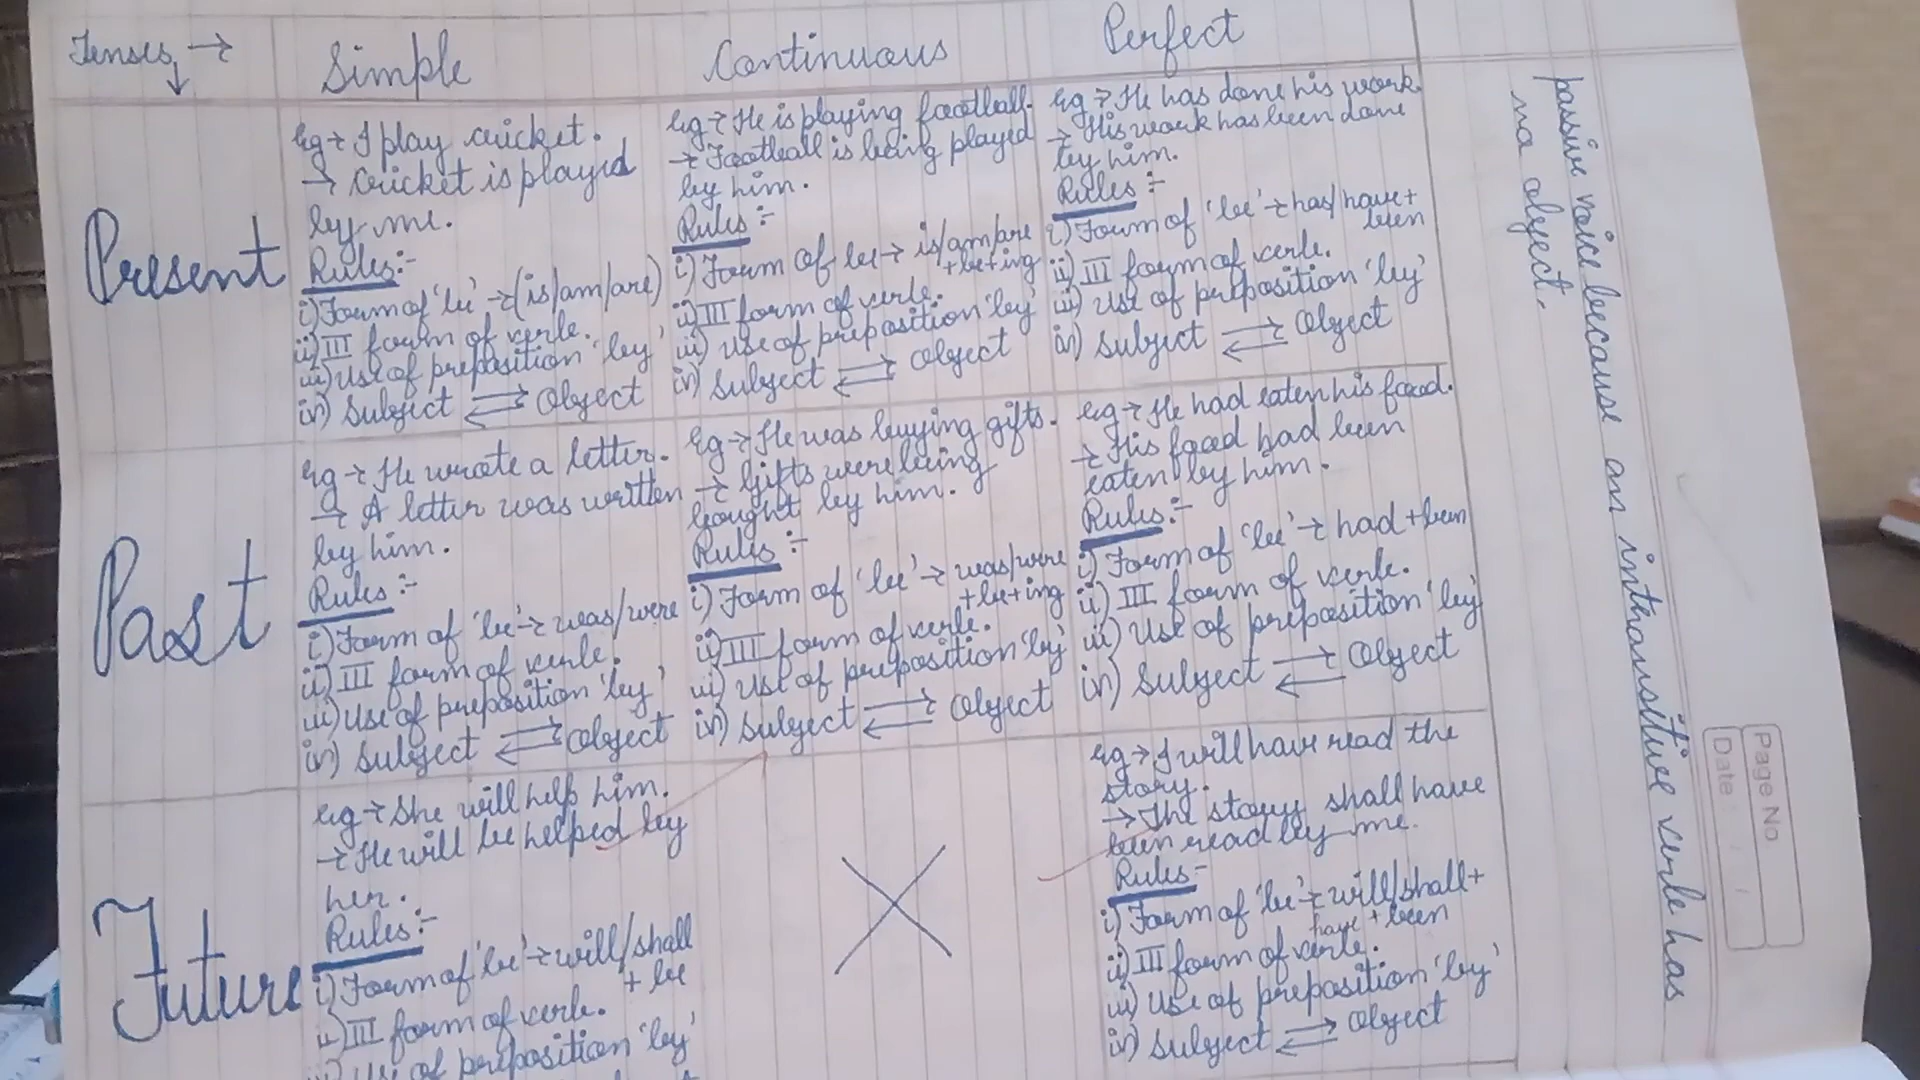 Tenses →
↓
Simple
Continuous
Perfect
Present
Eg → I play cricket.
→ Cricket is played
by me.
Rules:-
i) Form of 'be' → (is/am/are)
ii) III form of verb.
iii) Use of preposition 'by'
iv) Subject ⇄ Object
Eg → He is playing football.
→ Football is being played
by him.
Rules:-
i) Form of be → is/am/are
+be+ing
ii) III form of verb.
iii) Use of preposition 'by'
iv) Subject ⇄ Object
Eg → He has done his work.
→ His work has been done
by him.
Rules:-
i) Form of 'be' → has/have+
been
ii) III form of verb.
iii) Use of preposition 'by'
iv) Subject ⇄ Object
Past
Eg → He wrote a letter.
→ A letter was written
by him.
Rules:-
i) Form of 'be' → was/were
ii) III form of verb.
iii) Use of preposition 'by'
iv) Subject ⇄ Object
Eg → He was buying gifts.
→ Gifts were being
bought by him.
Rules:-
i) Form of 'be' → was/were
+be+ing
ii) III form of verb.
iii) Use of preposition 'by'
iv) Subject ⇄ Object
Eg → He had eaten his food.
→ His food had been
eaten by him.
Rules:-
i) Form of 'be' → had+been
ii) III form of verb.
iii) Use of preposition 'by'
iv) Subject ⇄ Object
Future
Eg → She will help him.
→ He will be helped by
her.
Rules:-
i) Form of 'be' → will/shall
+ be
ii) III form of verb.
Use of preposition 'by'
Eg → I will have read the
story.
→ The story shall have
been read by me.
Rules:-
i) Form of 'be' → will/shall+
have + been
ii) III form of verb.
iii) Use of preposition 'by'
iv) Subject ⇄ Object
passive voice because an intransitive verb has
no object.
Page No
Date